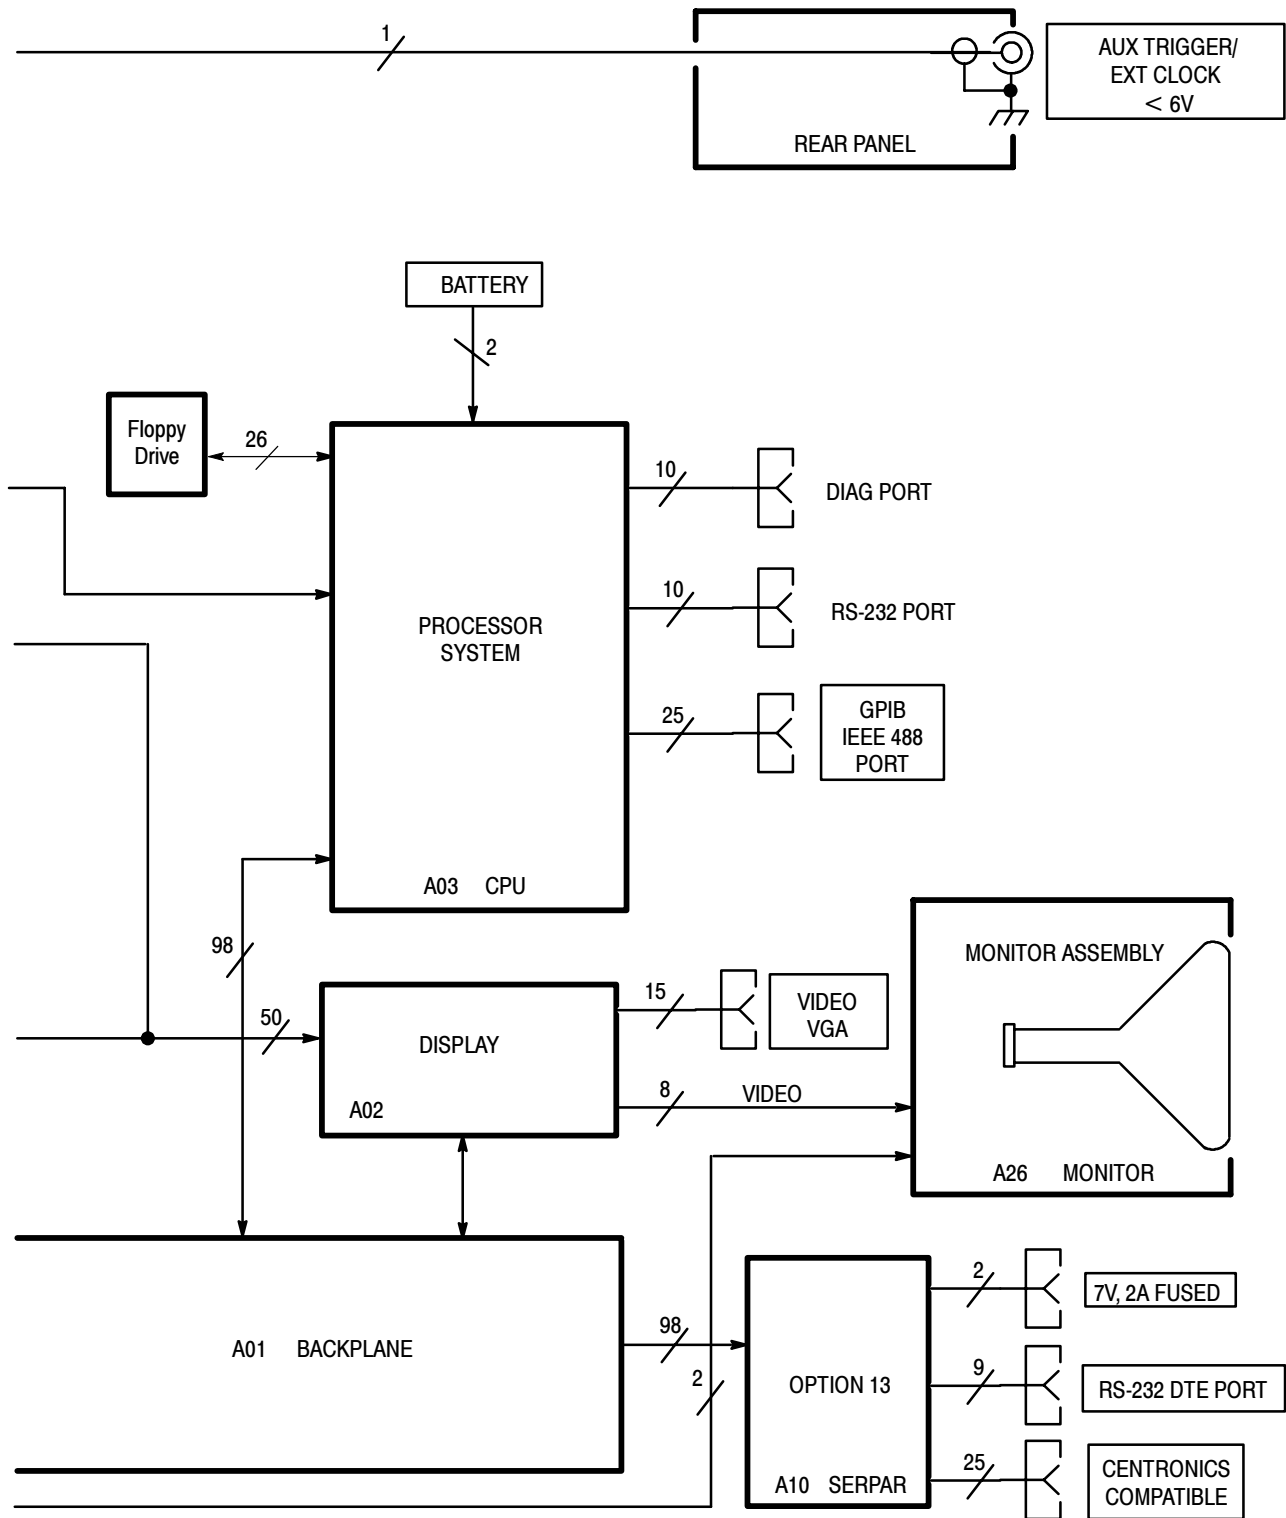 1
AUX TRIGGER/
EXT CLOCK
< 6V
REAR PANEL
BATTERY
2
Floppy
Drive
26
10
DIAG PORT
10
RS-232 PORT
PROCESSOR
SYSTEM
25
GPIB
IEEE 488
PORT
A03 CPU
98
MONITOR ASSEMBLY
15
VIDEO
VGA
50
DISPLAY
8
VIDEO
A02
A26 MONITOR
2
7V, 2A FUSED
98
A01 BACKPLANE
2
OPTION 13
9
RS-232 DTE PORT
25
CENTRONICS
COMPATIBLE
A10 SERPAR